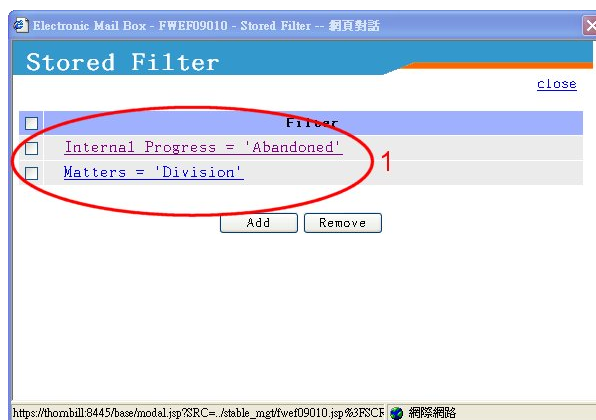 Electronic Mail Box - FWEF09010 - Stored Filter -- 網頁對話
Stored Filter
close
Filter
Internal Progress = 'Abandoned'
1
Matters = 'Division'
Add Remove
https://thornbill:8445/base/modal.jsp?SRC=../stable_mgt/fwef09010.jsp%3FSCF 網際網路